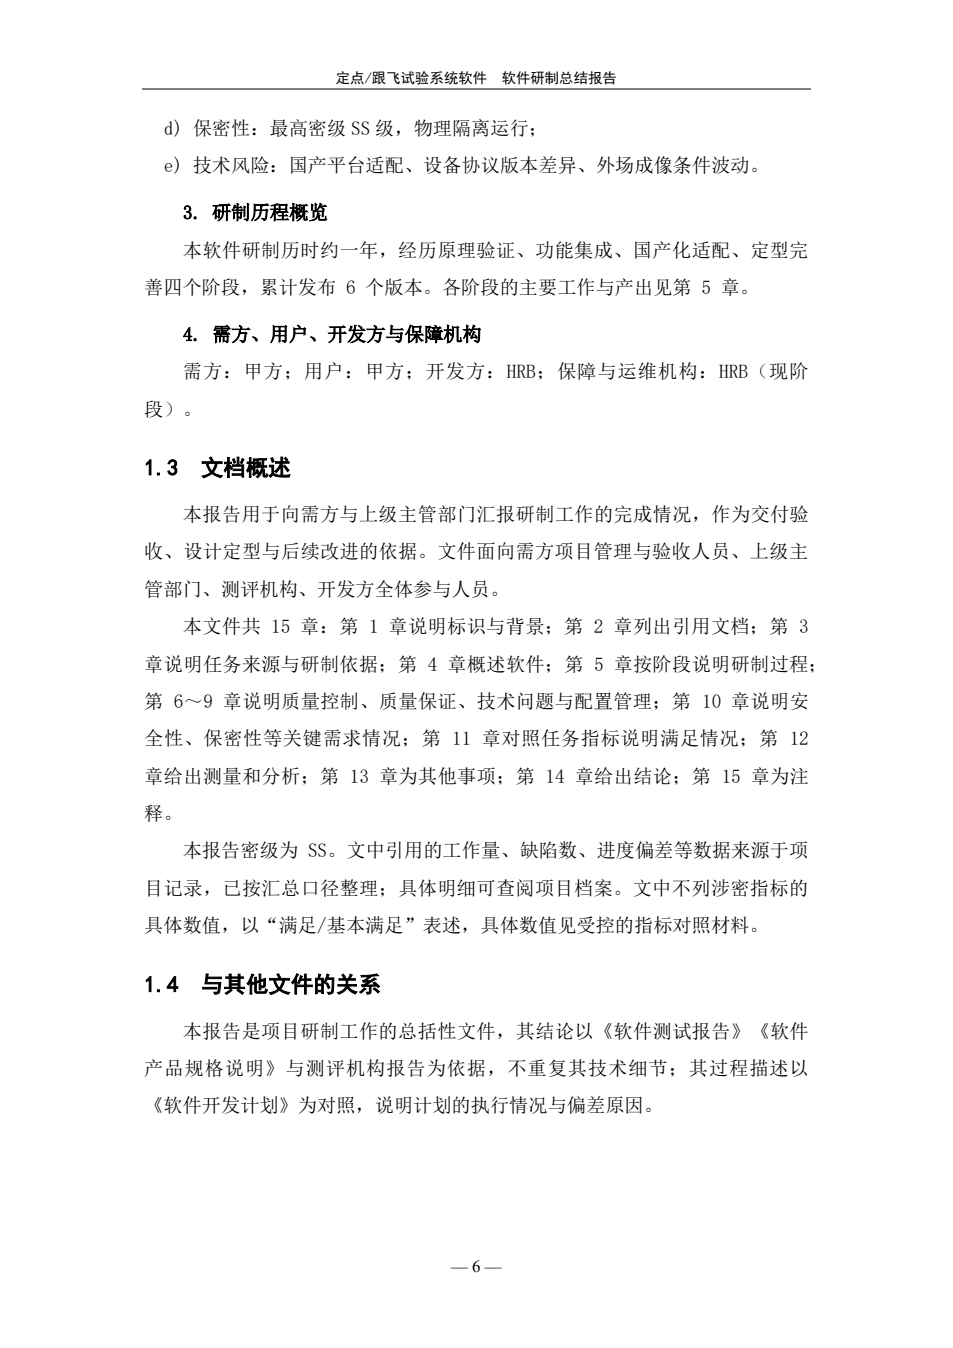 定点/跟飞试验系统软件　软件研制总结报告
d) 保密性：最高密级 SS 级，物理隔离运行；
e) 技术风险：国产平台适配、设备协议版本差异、外场成像条件波动。
3. 研制历程概览
本软件研制历时约一年，经历原理验证、功能集成、国产化适配、定型完
善四个阶段，累计发布 6 个版本。各阶段的主要工作与产出见第 5 章。
4. 需方、用户、开发方与保障机构
需方：甲方；用户：甲方；开发方：HRB；保障与运维机构：HRB（现阶
段）。
1.3 文档概述
本报告用于向需方与上级主管部门汇报研制工作的完成情况，作为交付验
收、设计定型与后续改进的依据。文件面向需方项目管理与验收人员、上级主
管部门、测评机构、开发方全体参与人员。
本文件共 15 章：第 1 章说明标识与背景；第 2 章列出引用文档；第 3
章说明任务来源与研制依据；第 4 章概述软件；第 5 章按阶段说明研制过程；
第 6～9 章说明质量控制、质量保证、技术问题与配置管理；第 10 章说明安
全性、保密性等关键需求情况；第 11 章对照任务指标说明满足情况；第 12
章给出测量和分析；第 13 章为其他事项；第 14 章给出结论；第 15 章为注
释。
本报告密级为 SS。文中引用的工作量、缺陷数、进度偏差等数据来源于项
目记录，已按汇总口径整理；具体明细可查阅项目档案。文中不列涉密指标的
具体数值，以“满足/基本满足”表述，具体数值见受控的指标对照材料。
1.4 与其他文件的关系
本报告是项目研制工作的总括性文件，其结论以《软件测试报告》《软件
产品规格说明》与测评机构报告为依据，不重复其技术细节；其过程描述以
《软件开发计划》为对照，说明计划的执行情况与偏差原因。
— 6 —